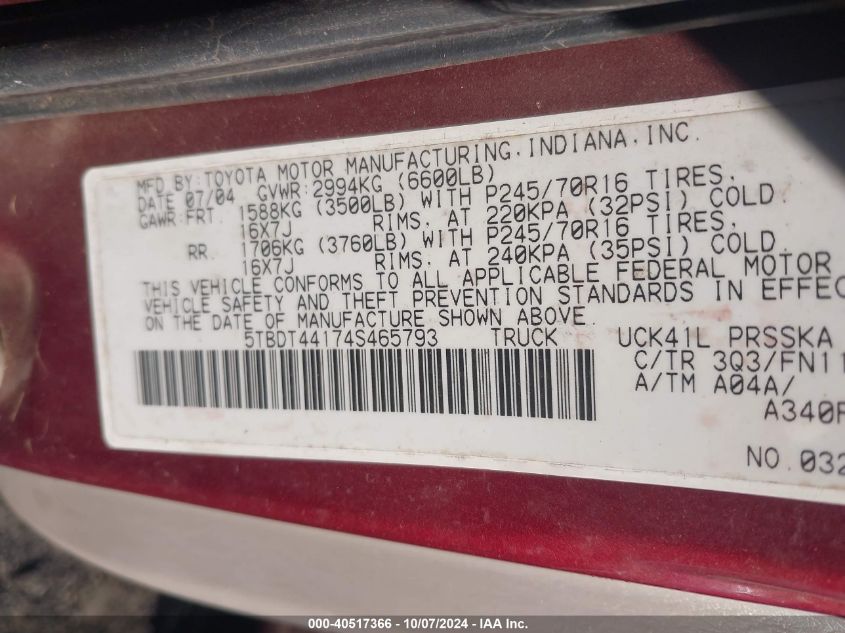 MFD.BY:TOYOTA MOTOR MANUFACTURING,INDIANA,INC.
DATE 07/04 GVWR:2994KG (6600LB)
GAWR:FRT. 1588KG (3500LB) WITH P245/70R16 TIRES.
16X7J RIMS. AT 220KPA (32PSI) COLD.
RR. 1706KG (3760LB) WITH P245/70R16 TIRES.
16X7J RIMS. AT 240KPA (35PSI) COLD.
THIS VEHICLE CONFORMS TO ALL APPLICABLE FEDERAL MOTOR
VEHICLE SAFETY AND THEFT PREVENTION STANDARDS IN EFFEC
ON THE DATE OF MANUFACTURE SHOWN ABOVE.
5TBDT44174S465793 TRUCK UCK41L PRSSKA
C/TR 3Q3/FN11
A/TM A04A/
A340F
NO.032
000-40517366 - 10/07/2024 - IAA Inc.